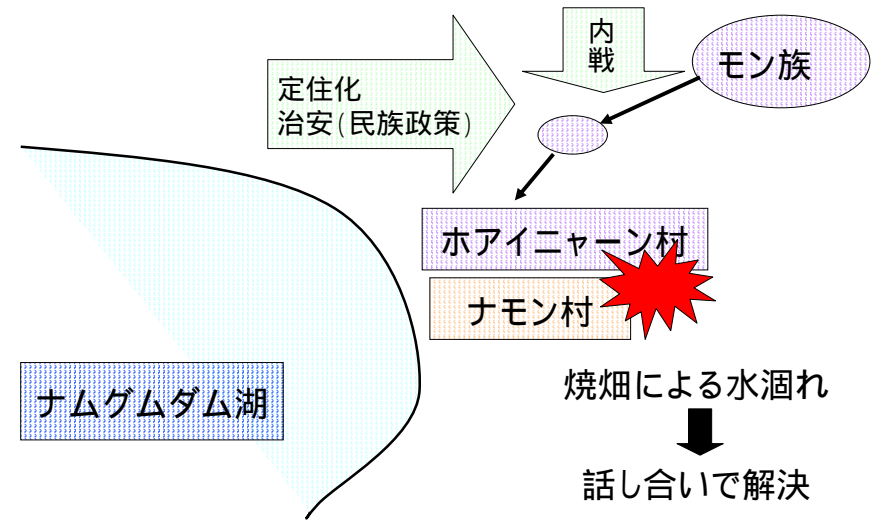 内
戦
モン族
定住化
治安(民族政策)
ホアイニャーン村
ナモン村
ナムグムダム湖
焼畑による水涸れ
話し合いで解決